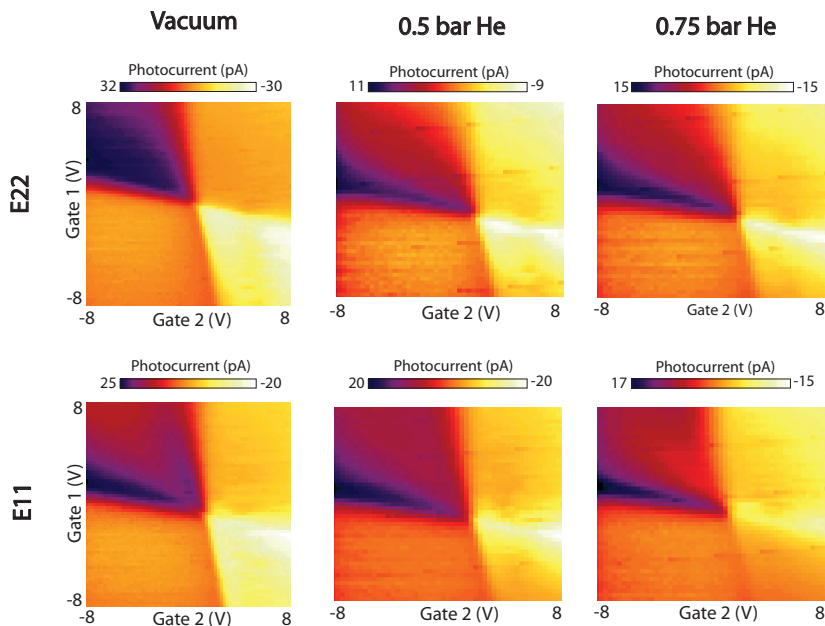 Vacuum
0.5 bar He
0.75 bar He
Photocurrent (pA)
32
-30
Photocurrent (pA)
11
-9
Photocurrent (pA)
15
-15
E22
Gate 1 (V)
8
-8
-8
Gate 2 (V)
8
-8
Gate 2 (V)
8
-8
Gate 2 (V)
8
Photocurrent (pA)
25
-20
Photocurrent (pA)
20
-20
Photocurrent (pA)
17
-15
E11
Gate 1 (V)
8
-8
-8
Gate 2 (V)
8
-8
Gate 2 (V)
8
-8
Gate 2 (V)
8